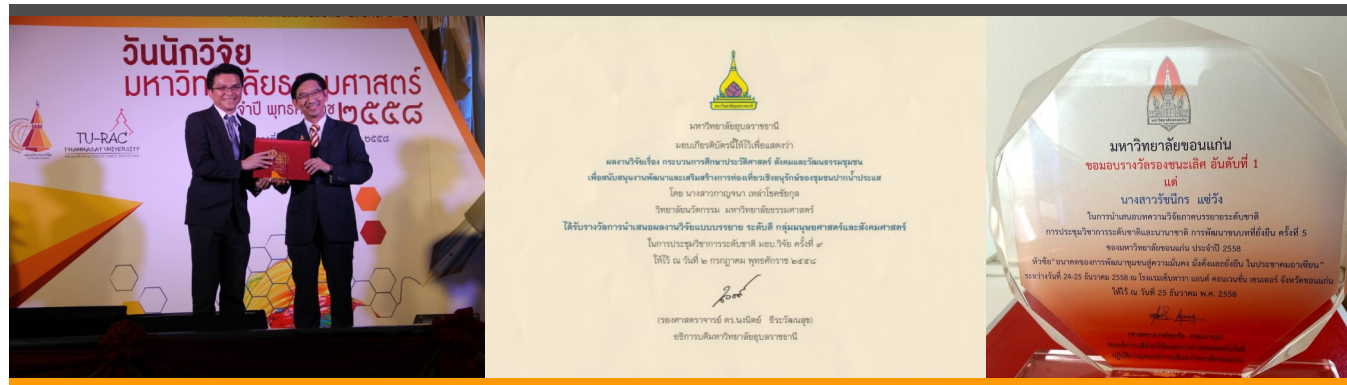 วันนักวิจัย
มหาวิทยาลัยธรรมศาสตร์
จำปี พุทธศักราช ๒๕๕๘
TU-RAC
THAMMASAT UNIVERSITY
๒๕๕๘
มหาวิทยาลัยอุบลราชธานี
มหาวิทยาลัยอุบลราชธานี
มอบเกียรติบัตรนี้ให้ไว้เพื่อแสดงว่า
ผลงานวิจัยเรื่อง กระบวนการศึกษาประวัติศาสตร์ สังคมและวัฒนธรรมชุมชน
เพื่อสนับสนุนงานพัฒนาและเสริมสร้างการท่องเที่ยวเชิงอนุรักษ์ของชุมชนปากน้ำประแส
โดย นางสาวกาญจนา เหล่าโชคชัยกุล
วิทยาลัยนวัตกรรม มหาวิทยาลัยธรรมศาสตร์
ได้รับรางวัลการนำเสนอผลงานวิจัยแบบบรรยาย ระดับดี กลุ่มมนุษยศาสตร์และสังคมศาสตร์
ในการประชุมวิชาการระดับชาติ มอบ.วิจัย ครั้งที่ ๙
ให้ไว้ ณ วันที่ ๒ กรกฎาคม พุทธศักราช ๒๕๕๘
(รองศาสตราจารย์ ดร.นงนิตย์ ธีระวัฒนสุข)
อธิการบดีมหาวิทยาลัยอุบลราชธานี
มหาวิทยาลัยขอนแก่น
ขอมอบรางวัลรองชนะเลิศ อันดับที่ 1
แด่
นางสาวรัชนีกร แซ่วัง
ในการนำเสนอบทความวิจัยภาคบรรยายระดับชาติ
การประชุมวิชาการระดับชาติและนานาชาติ การพัฒนาชนบทที่ยั่งยืน ครั้งที่ 5
ของมหาวิทยาลัยขอนแก่น ประจำปี 2558
หัวข้อ"อนาคตของการพัฒนาชุมชนสู่ความมั่นคง มั่งคั่งและยั่งยืน ในประชาคมอาเซียน"
ระหว่างวันที่ 24-25 ธันวาคม 2558 ณ โรงแรมเซ็นทารา แอนด์ คอนเวนชั่น เซนเตอร์ จังหวัดขอนแก่น
ให้ไว้ ณ วันที่ 25 ธันวาคม พ.ศ. 2558